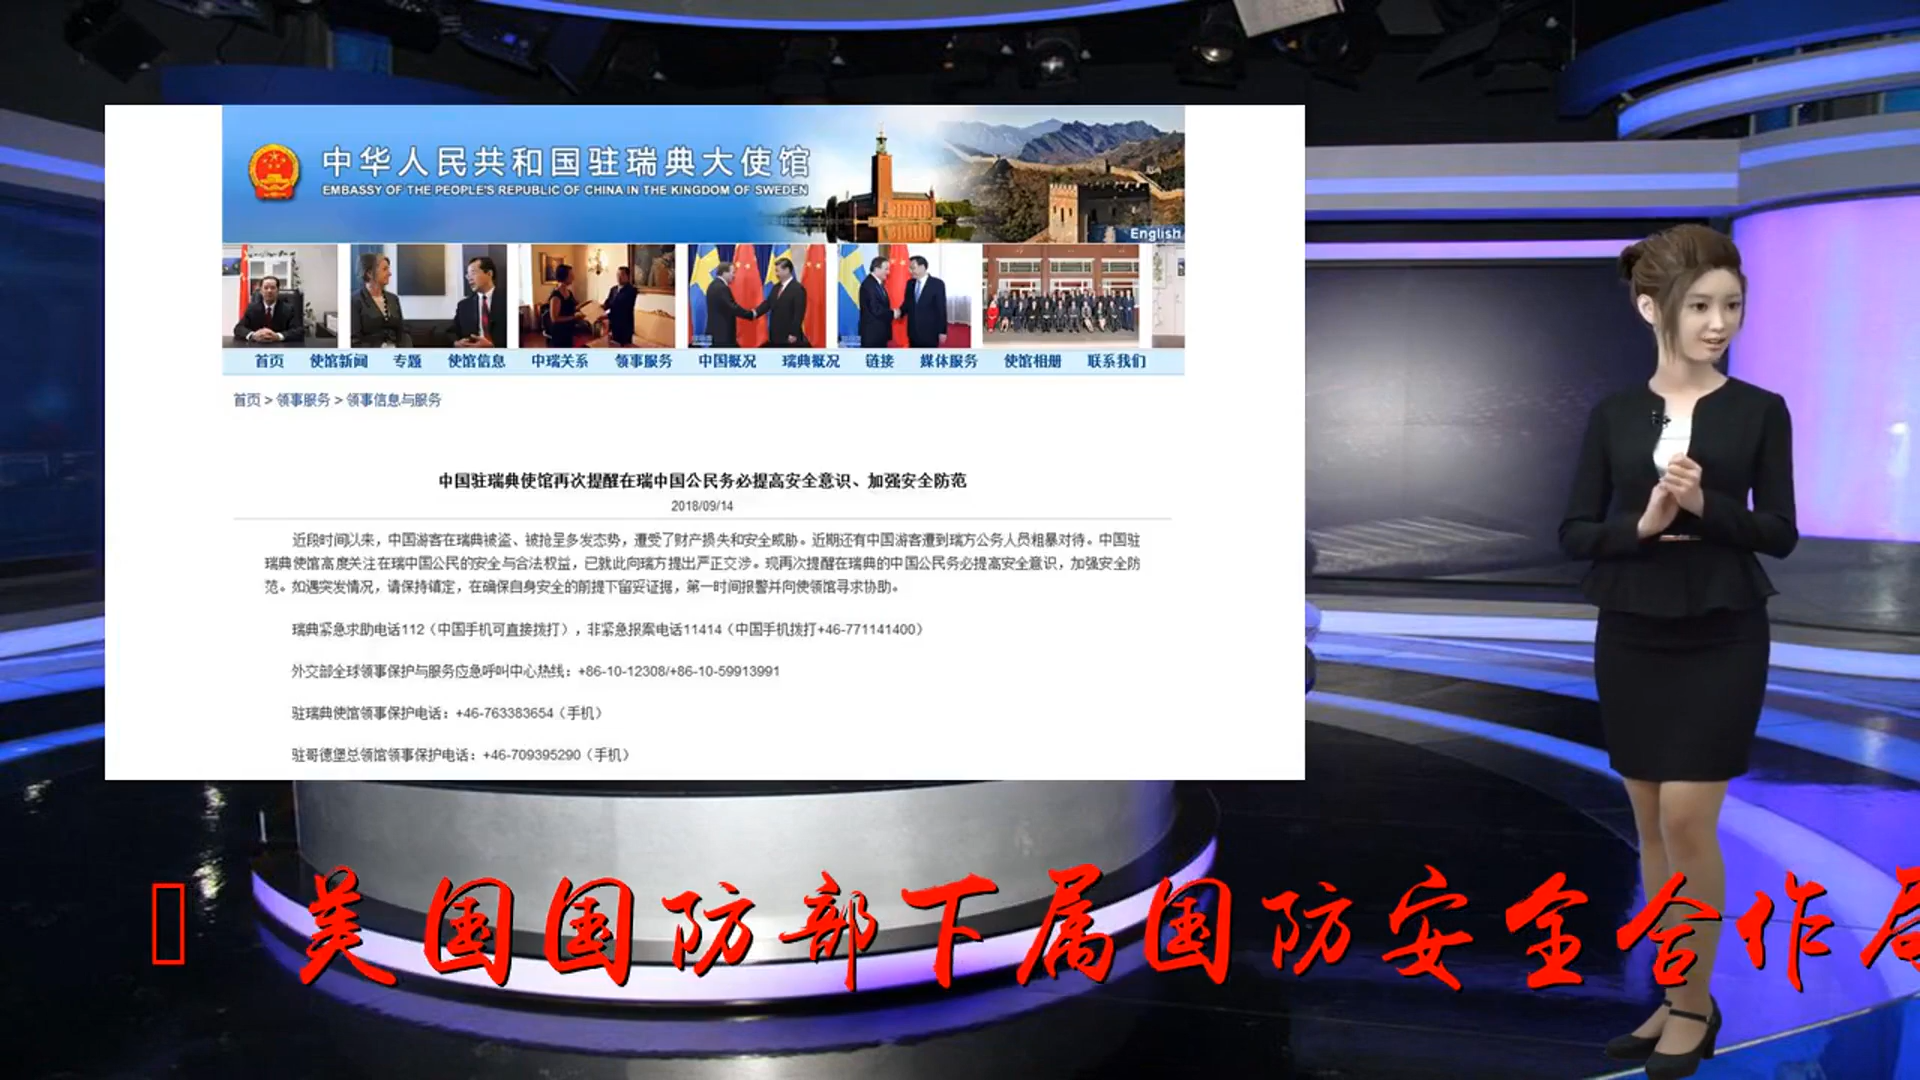 中华人民共和国驻瑞典大使馆
EMBASSY OF THE PEOPLE'S REPUBLIC OF CHINA IN THE KINGDOM OF SWEDEN
English
首页 使馆新闻 专题 使馆信息 中瑞关系 领事服务 中国概况 瑞典概况 链接 媒体服务 使馆相册 联系我们
首页 > 领事服务 > 领事信息与服务
中国驻瑞典使馆再次提醒在瑞中国公民务必提高安全意识、加强安全防范
2018/09/14
近段时间以来，中国游客在瑞典被盗、被抢呈多发态势，遭受了财产损失和安全威胁。近期还有中国游客遭到瑞方公务人员粗暴对待。中国驻
瑞典使馆高度关注在瑞中国公民的安全与合法权益，已就此向瑞方提出严正交涉。现再次提醒在瑞典的中国公民务必提高安全意识，加强安全防
范。如遇突发情况，请保持镇定，在确保自身安全的前提下留妥证据，第一时间报警并向使领馆寻求协助。
瑞典紧急求助电话112（中国手机可直接拨打），非紧急报案电话11414（中国手机拨打+46-771141400）
外交部全球领事保护与服务应急呼叫中心热线：+86-10-12308/+86-10-59913991
驻瑞典使馆领事保护电话：+46-763383654（手机）
驻哥德堡总领馆领事保护电话：+46-709395290（手机）
美国国防部下属国防安全合作局